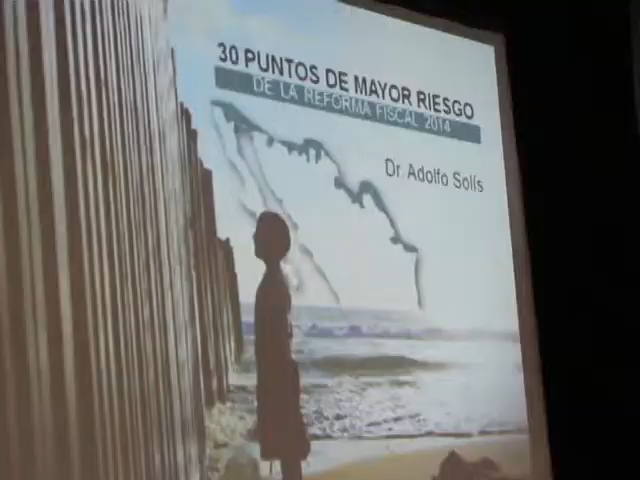 30 PUNTOS DE MAYOR RIESGO
DE LA REFORMA FISCAL 2014
Dr. Adolfo Solís